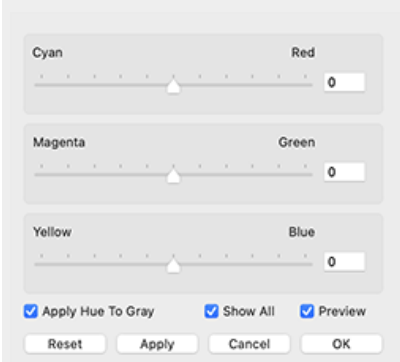 Cyan Red
0
Magenta Green
0
Yellow Blue
0
Apply Hue To Gray Show All Preview
Reset Apply Cancel OK